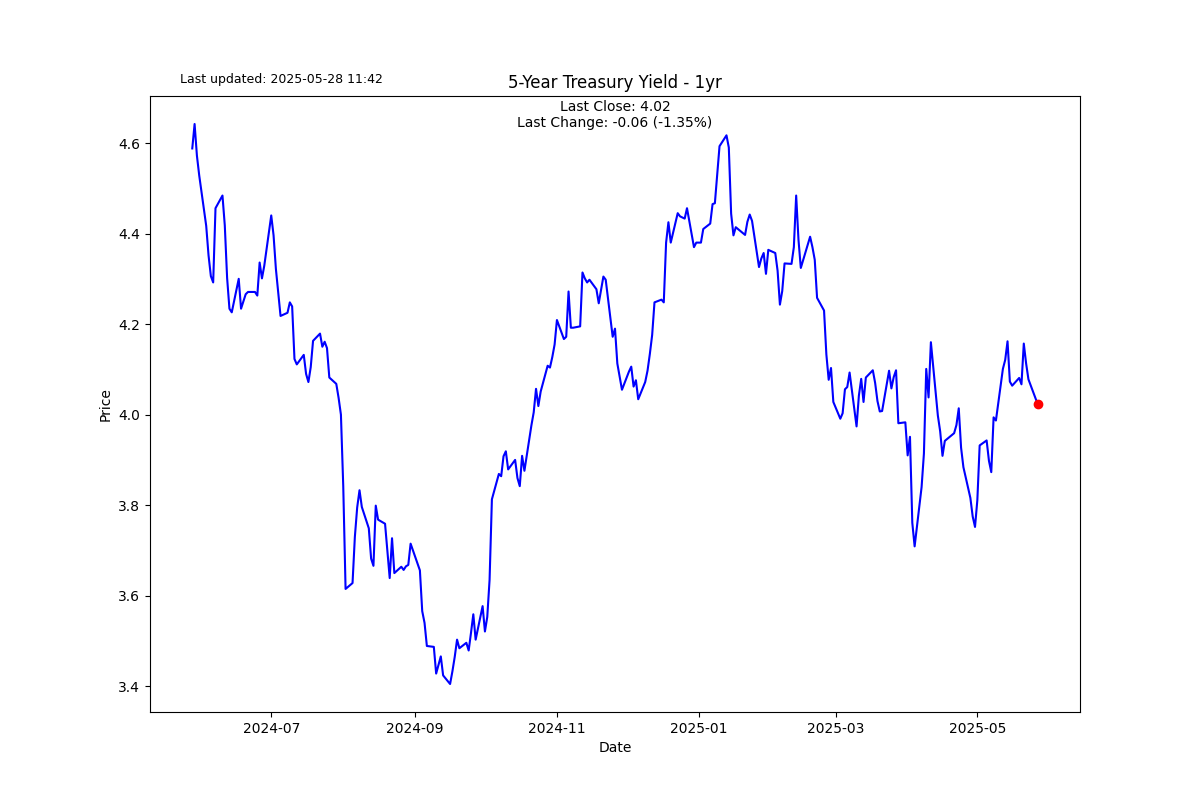 Last updated: 2025-05-28 11:42
5-Year Treasury Yield - 1yr
Last Close: 4.02
Last Change: -0.06 (-1.35%)
Price
4.6
4.4
4.2
4.0
3.8
3.6
3.4
2024-07
2024-09
2024-11
2025-01
2025-03
2025-05
Date